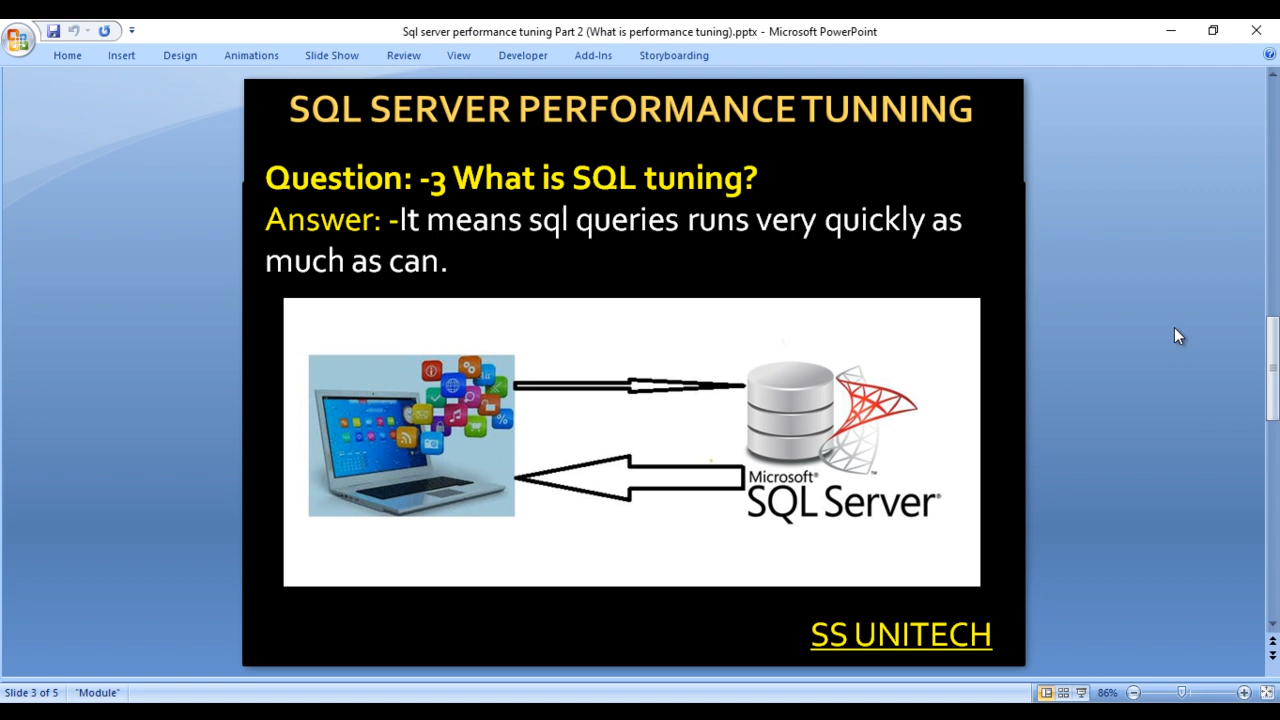 Sql server performance tuning Part 2 (What is performance tuning).pptx - Microsoft PowerPoint
Home Insert Design Animations Slide Show Review View Developer Add-Ins Storyboarding
SQL SERVER PERFORMANCE TUNNING
Question: -3 What is SQL tuning?
Answer: -It means sql queries runs very quickly as
much as can.
Microsoft®
SQL Server®
SS UNITECH
Slide 3 of 5 "Module" 86%